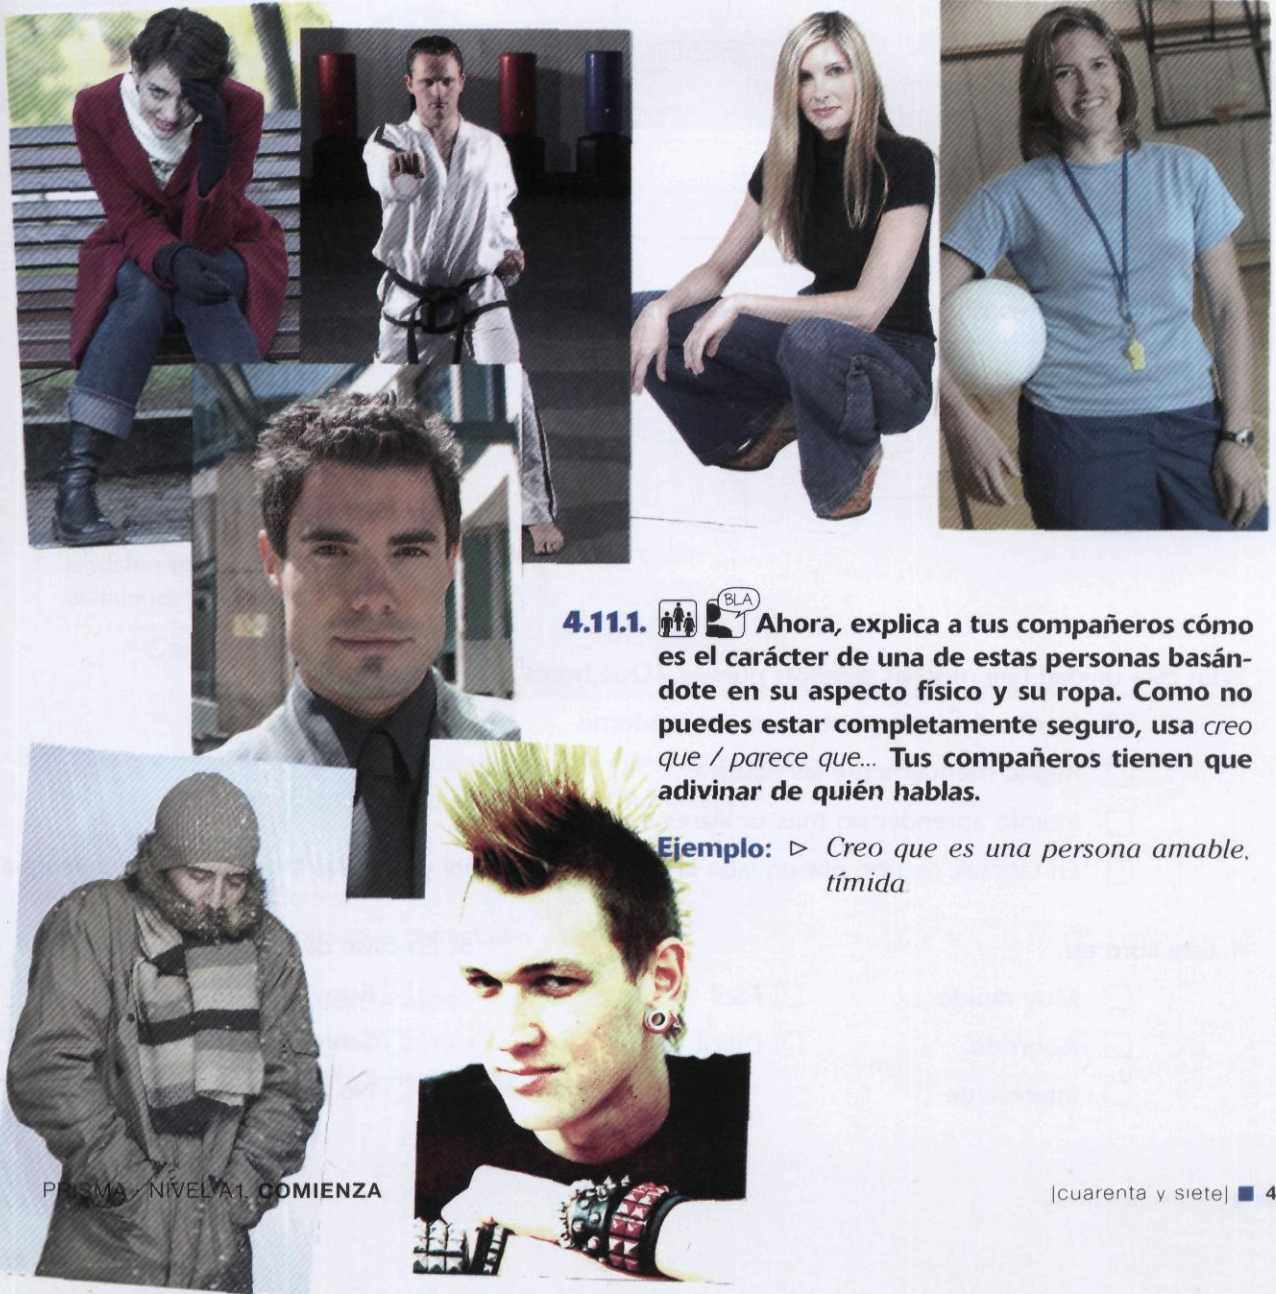 BLA
4.11.1. Ahora, explica a tus compañeros cómo
es el carácter de una de estas personas basán-
dote en su aspecto físico y su ropa. Como no
puedes estar completamente seguro, usa creo
que / parece que... Tus compañeros tienen que
adivinar de quién hablas.
Ejemplo: ▷ Creo que es una persona amable,
tímida
PRISMA - NIVEL A1. COMIENZA
|cuarenta y siete| ■ 4